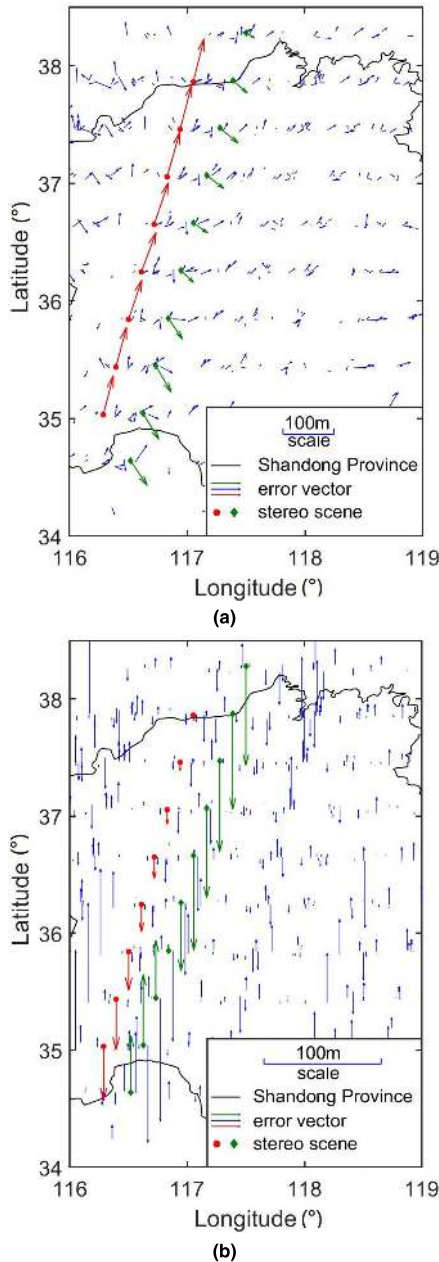 38
37
36
35
34
Latitude (°)
100m
scale
Shandong Province
error vector
stereo scene
116
117
118
119
Longitude (°)
(a)
38
37
36
35
34
Latitude (°)
100m
scale
Shandong Province
error vector
stereo scene
116
117
118
119
Longitude (°)
(b)